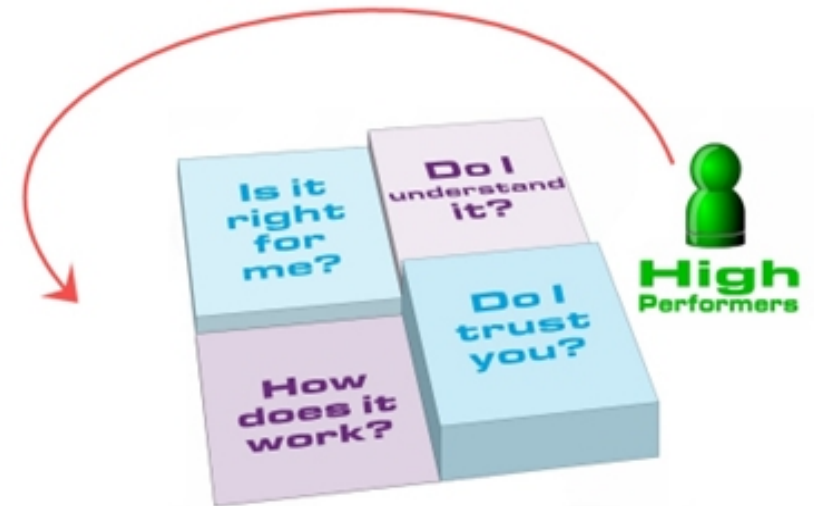 Is it
right
for
me?
Do I
understand
it?
How
does it
work?
Do I
trust
you?
High
Performers